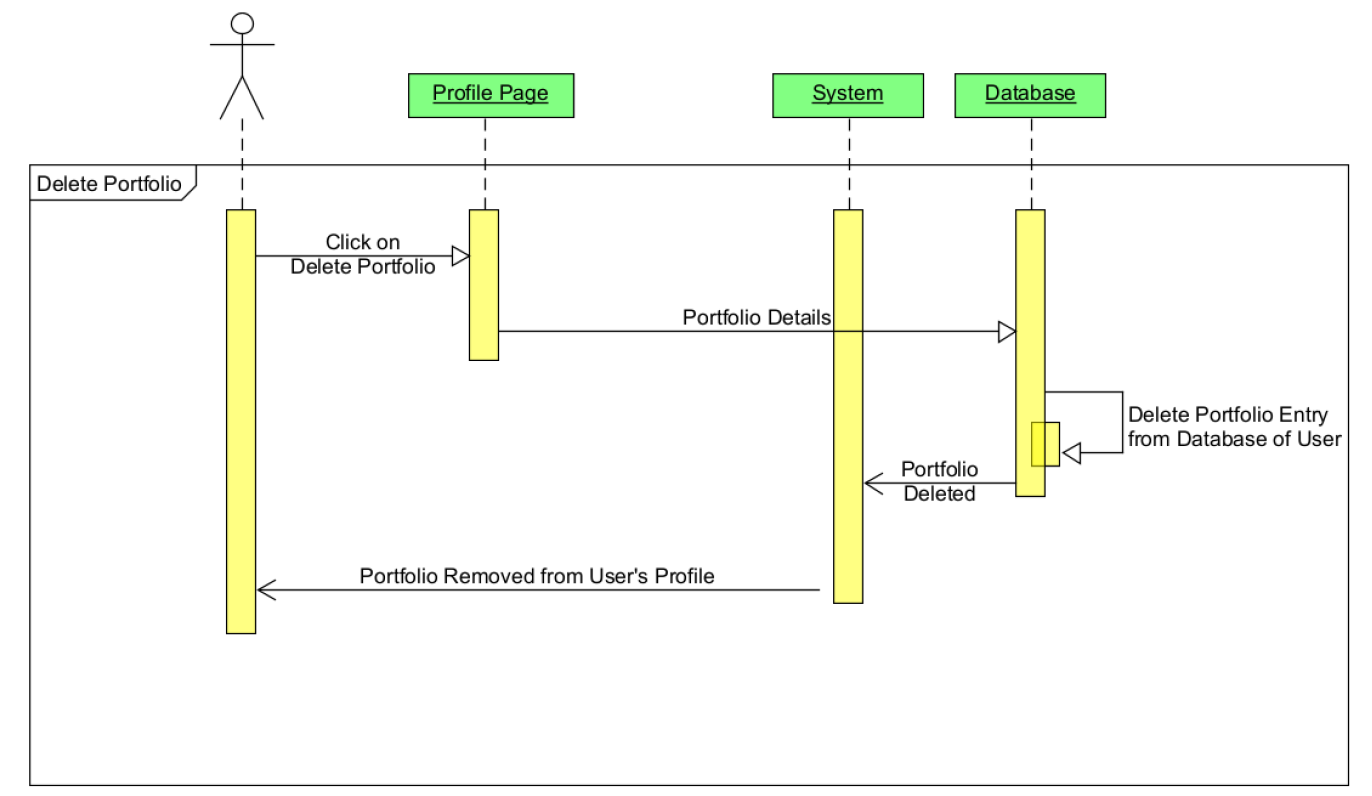 Profile Page
System
Database
Delete Portfolio
Click on
Delete Portfolio
Portfolio Details
Delete Portfolio Entry
from Database of User
Portfolio
Deleted
Portfolio Removed from User's Profile